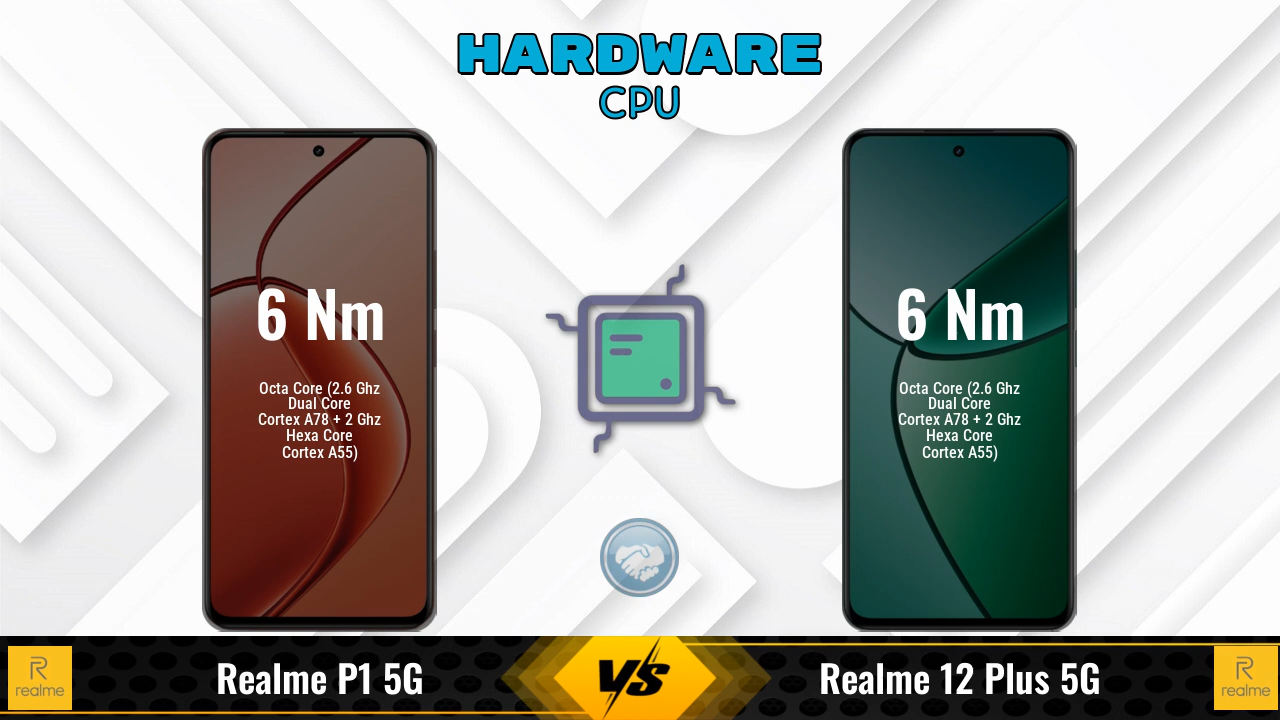 HARDWARE
CPU
6 Nm
Octa Core (2.6 Ghz
Dual Core
Cortex A78 + 2 Ghz
Hexa Core
Cortex A55)
6 Nm
Octa Core (2.6 Ghz
Dual Core
Cortex A78 + 2 Ghz
Hexa Core
Cortex A55)
R
realme
Realme P1 5G
VS
Realme 12 Plus 5G
R
realme